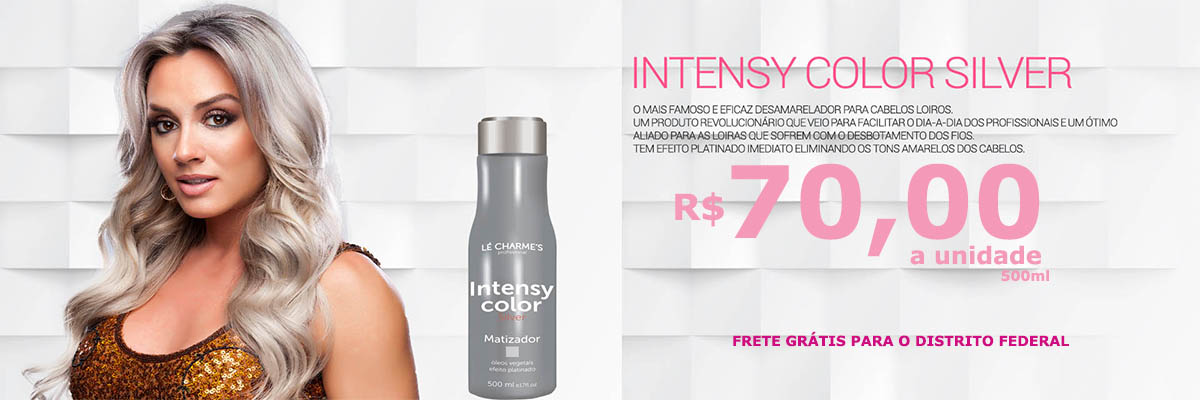 LÉ CHARME'S
professional
Intensy
color
silver
Matizador
óleos vegetais
efeito platinado
500 ml e17fl.oz
INTENSY COLOR SILVER
O MAIS FAMOSO E EFICAZ DESAMARELADOR PARA CABELOS LOIROS.
UM PRODUTO REVOLUCIONÁRIO QUE VEIO PARA FACILITAR O DIA-A-DIA DOS PROFISSIONAIS E UM ÓTIMO
ALIADO PARA AS LOIRAS QUE SOFREM COM O DESBOTAMENTO DOS FIOS.
TEM EFEITO PLATINADO IMEDIATO ELIMINANDO OS TONS AMARELOS DOS CABELOS.
R$ 70,00
a unidade
500ml
FRETE GRÁTIS PARA O DISTRITO FEDERAL